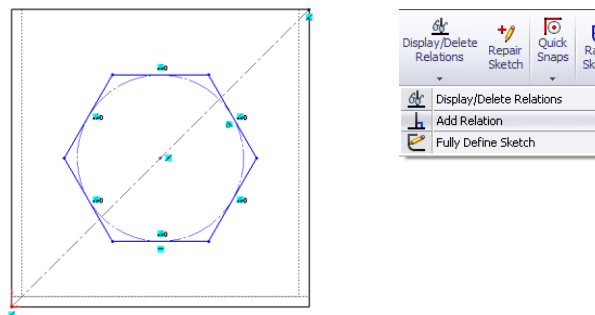 Display/Delete
Relations
Repair
Sketch
Quick
Snaps
Display/Delete Relations
Add Relation
Fully Define Sketch